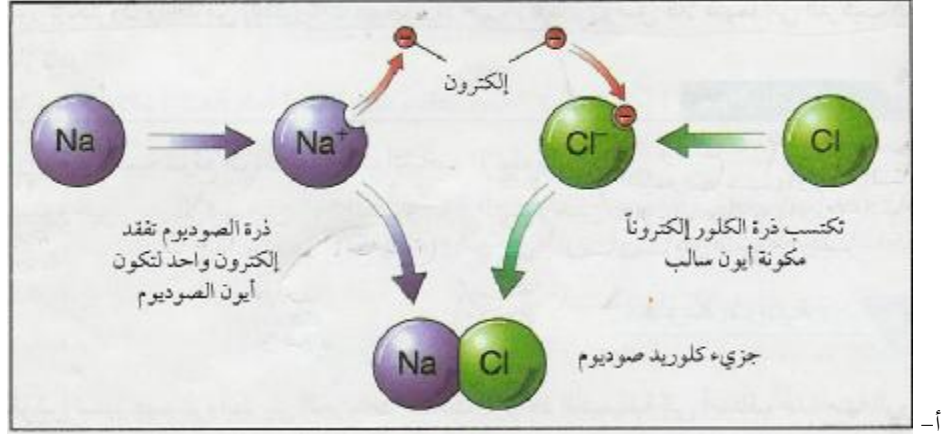 إلكترون
Na
Na+
Cl−
Cl
ذرة الصوديوم تفقد
إلكترون واحد لتكون
أيون الصوديوم
تكتسب ذرة الكلور إلكتروناً
مكونة أيون سالب
Na
Cl
جزيء كلوريد صوديوم
أ-